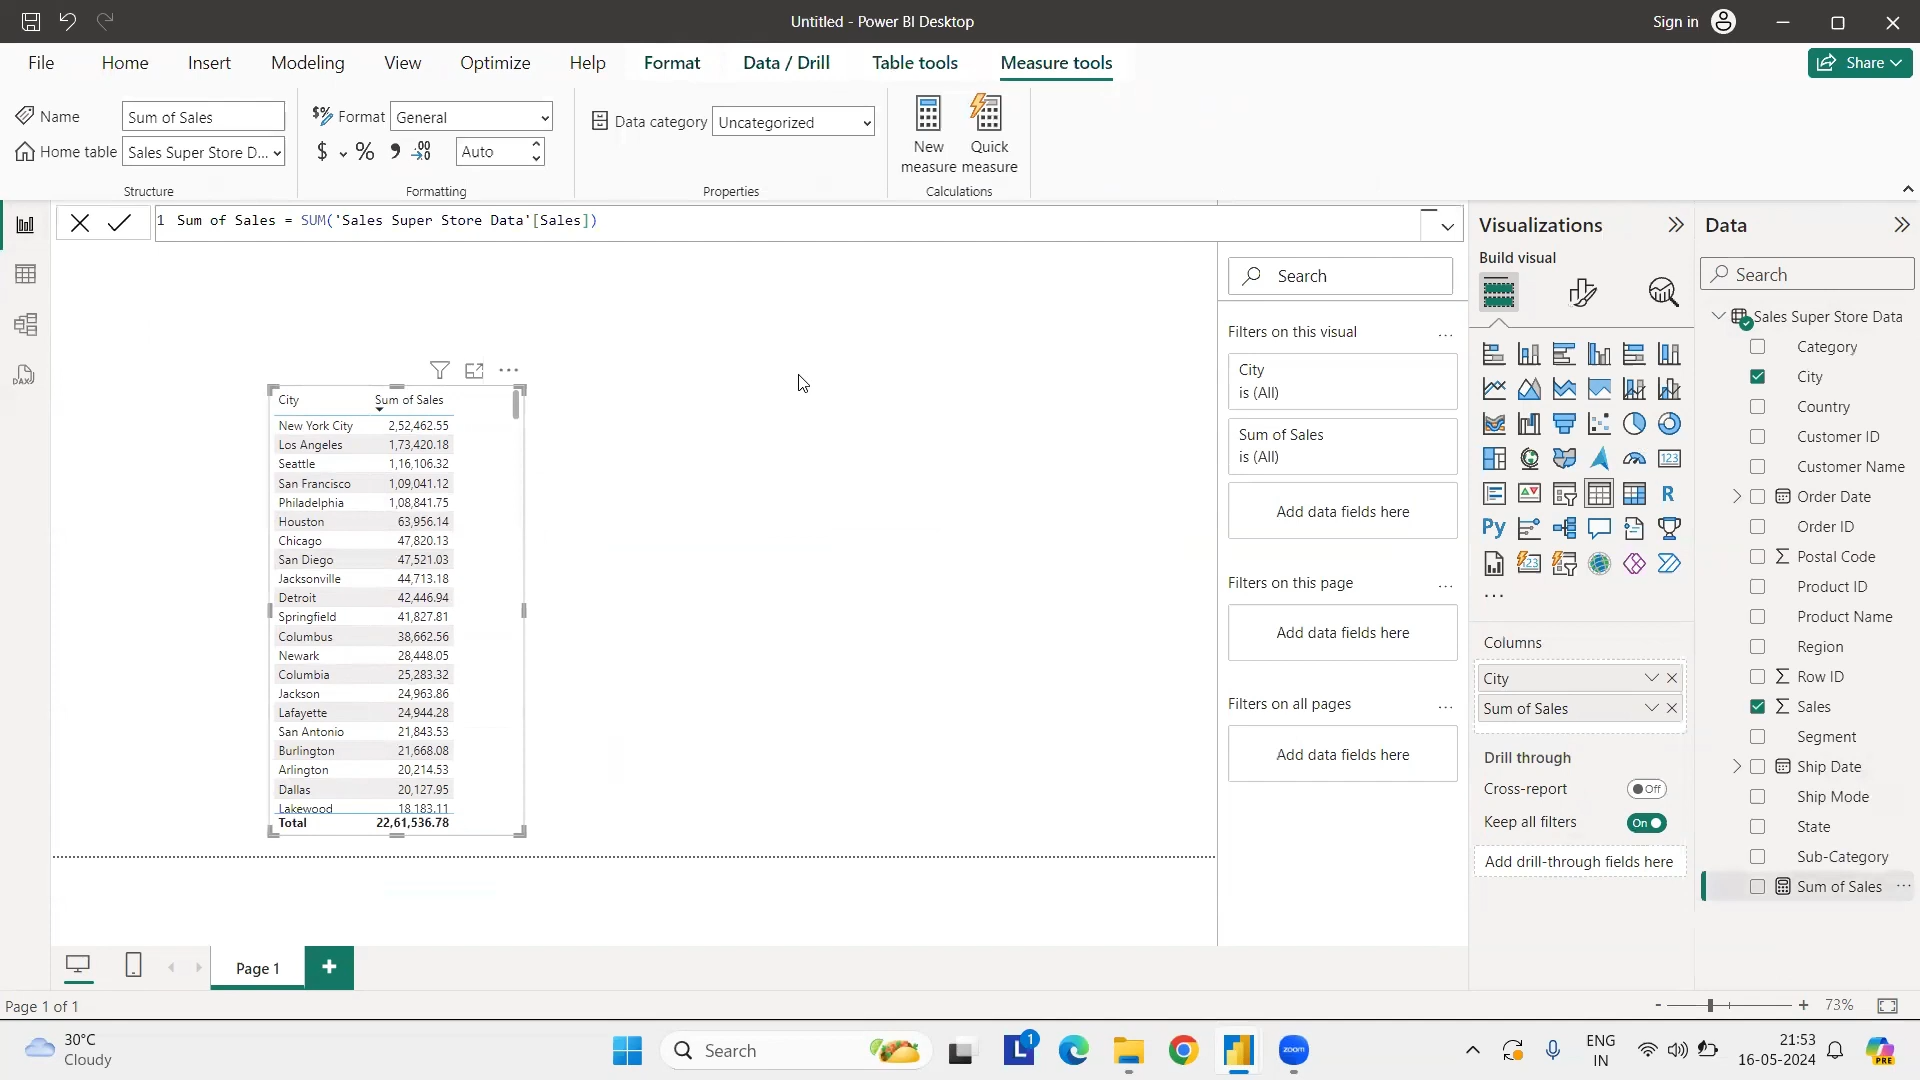 Untitled - Power BI Desktop
Sign in
File Home Insert Modeling View Optimize Help Format Data / Drill Table tools Measure tools
Share
Name Sum of Sales
Home table Sales Super Store D...
Structure
Format General
$ % , .00 Auto
Formatting
Data category Uncategorized
Properties
New measure
Quick measure
Calculations
1 Sum of Sales = SUM('Sales Super Store Data'[Sales])
City Sum of Sales
New York City 2,52,462.55
Los Angeles 1,73,420.18
Seattle 1,16,106.32
San Francisco 1,09,041.12
Philadelphia 1,08,841.75
Houston 63,956.14
Chicago 47,820.13
San Diego 47,521.03
Jacksonville 44,713.18
Detroit 42,446.94
Springfield 41,827.81
Columbus 38,662.56
Newark 28,448.05
Columbia 25,283.32
Jackson 24,963.86
Lafayette 24,944.28
San Antonio 21,843.53
Burlington 21,668.08
Arlington 20,214.53
Dallas 20,127.95
Lakewood 18,183.11
Total 22,61,536.78
Search
Filters on this visual ...
City
is (All)
Sum of Sales
is (All)
Add data fields here
Filters on this page ...
Add data fields here
Filters on all pages ...
Add data fields here
Visualizations
Build visual
123
R
Py
123
...
Columns
City
Sum of Sales
Drill through
Cross-report Off
Keep all filters On
Add drill-through fields here
Data
Search
Sales Super Store Data
Category
City
Country
Customer ID
Customer Name
Order Date
Order ID
Postal Code
Product ID
Product Name
Region
Row ID
Sales
Segment
Ship Date
Ship Mode
State
Sub-Category
Sum of Sales ...
DAX
Page 1
Page 1 of 1
- + 73%
30°C
Cloudy
Search
L 1
zoom
ENG
IN
21:53
16-05-2024
PRE